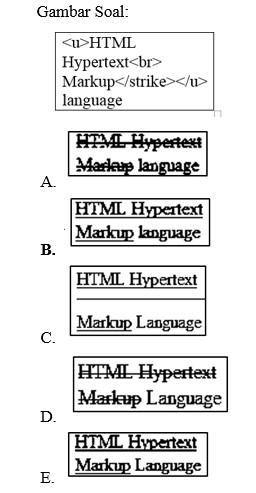 Gambar Soal:
<u>HTML
Hypertext<br>
Markup</strike></u>
language
HTML Hypertext
Markup language
A.
HTML Hypertext
Markup language
B.
HTML Hypertext
Markup Language
C.
HTML Hypertext
Markup Language
D.
HTML Hypertext
Markup Language
E.